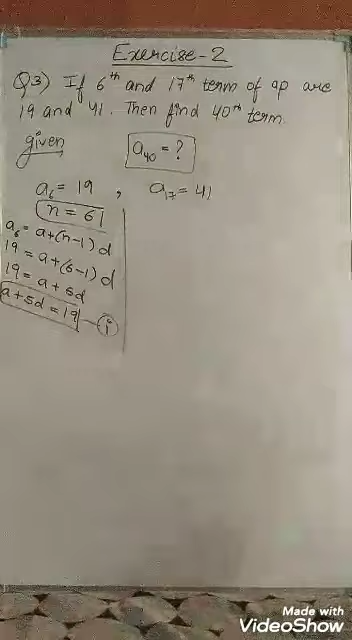 Exercise-2
Q3) If 6th and 17th term of ap are
19 and 41. Then find 40th term.
given
a40 = ?
a6 = 19 , a17 = 41
n = 6
a6 = a+(n-1) d
19 = a+(6-1) d
19 = a + 5d
a+5d = 19 - i
Made with
VideoShow